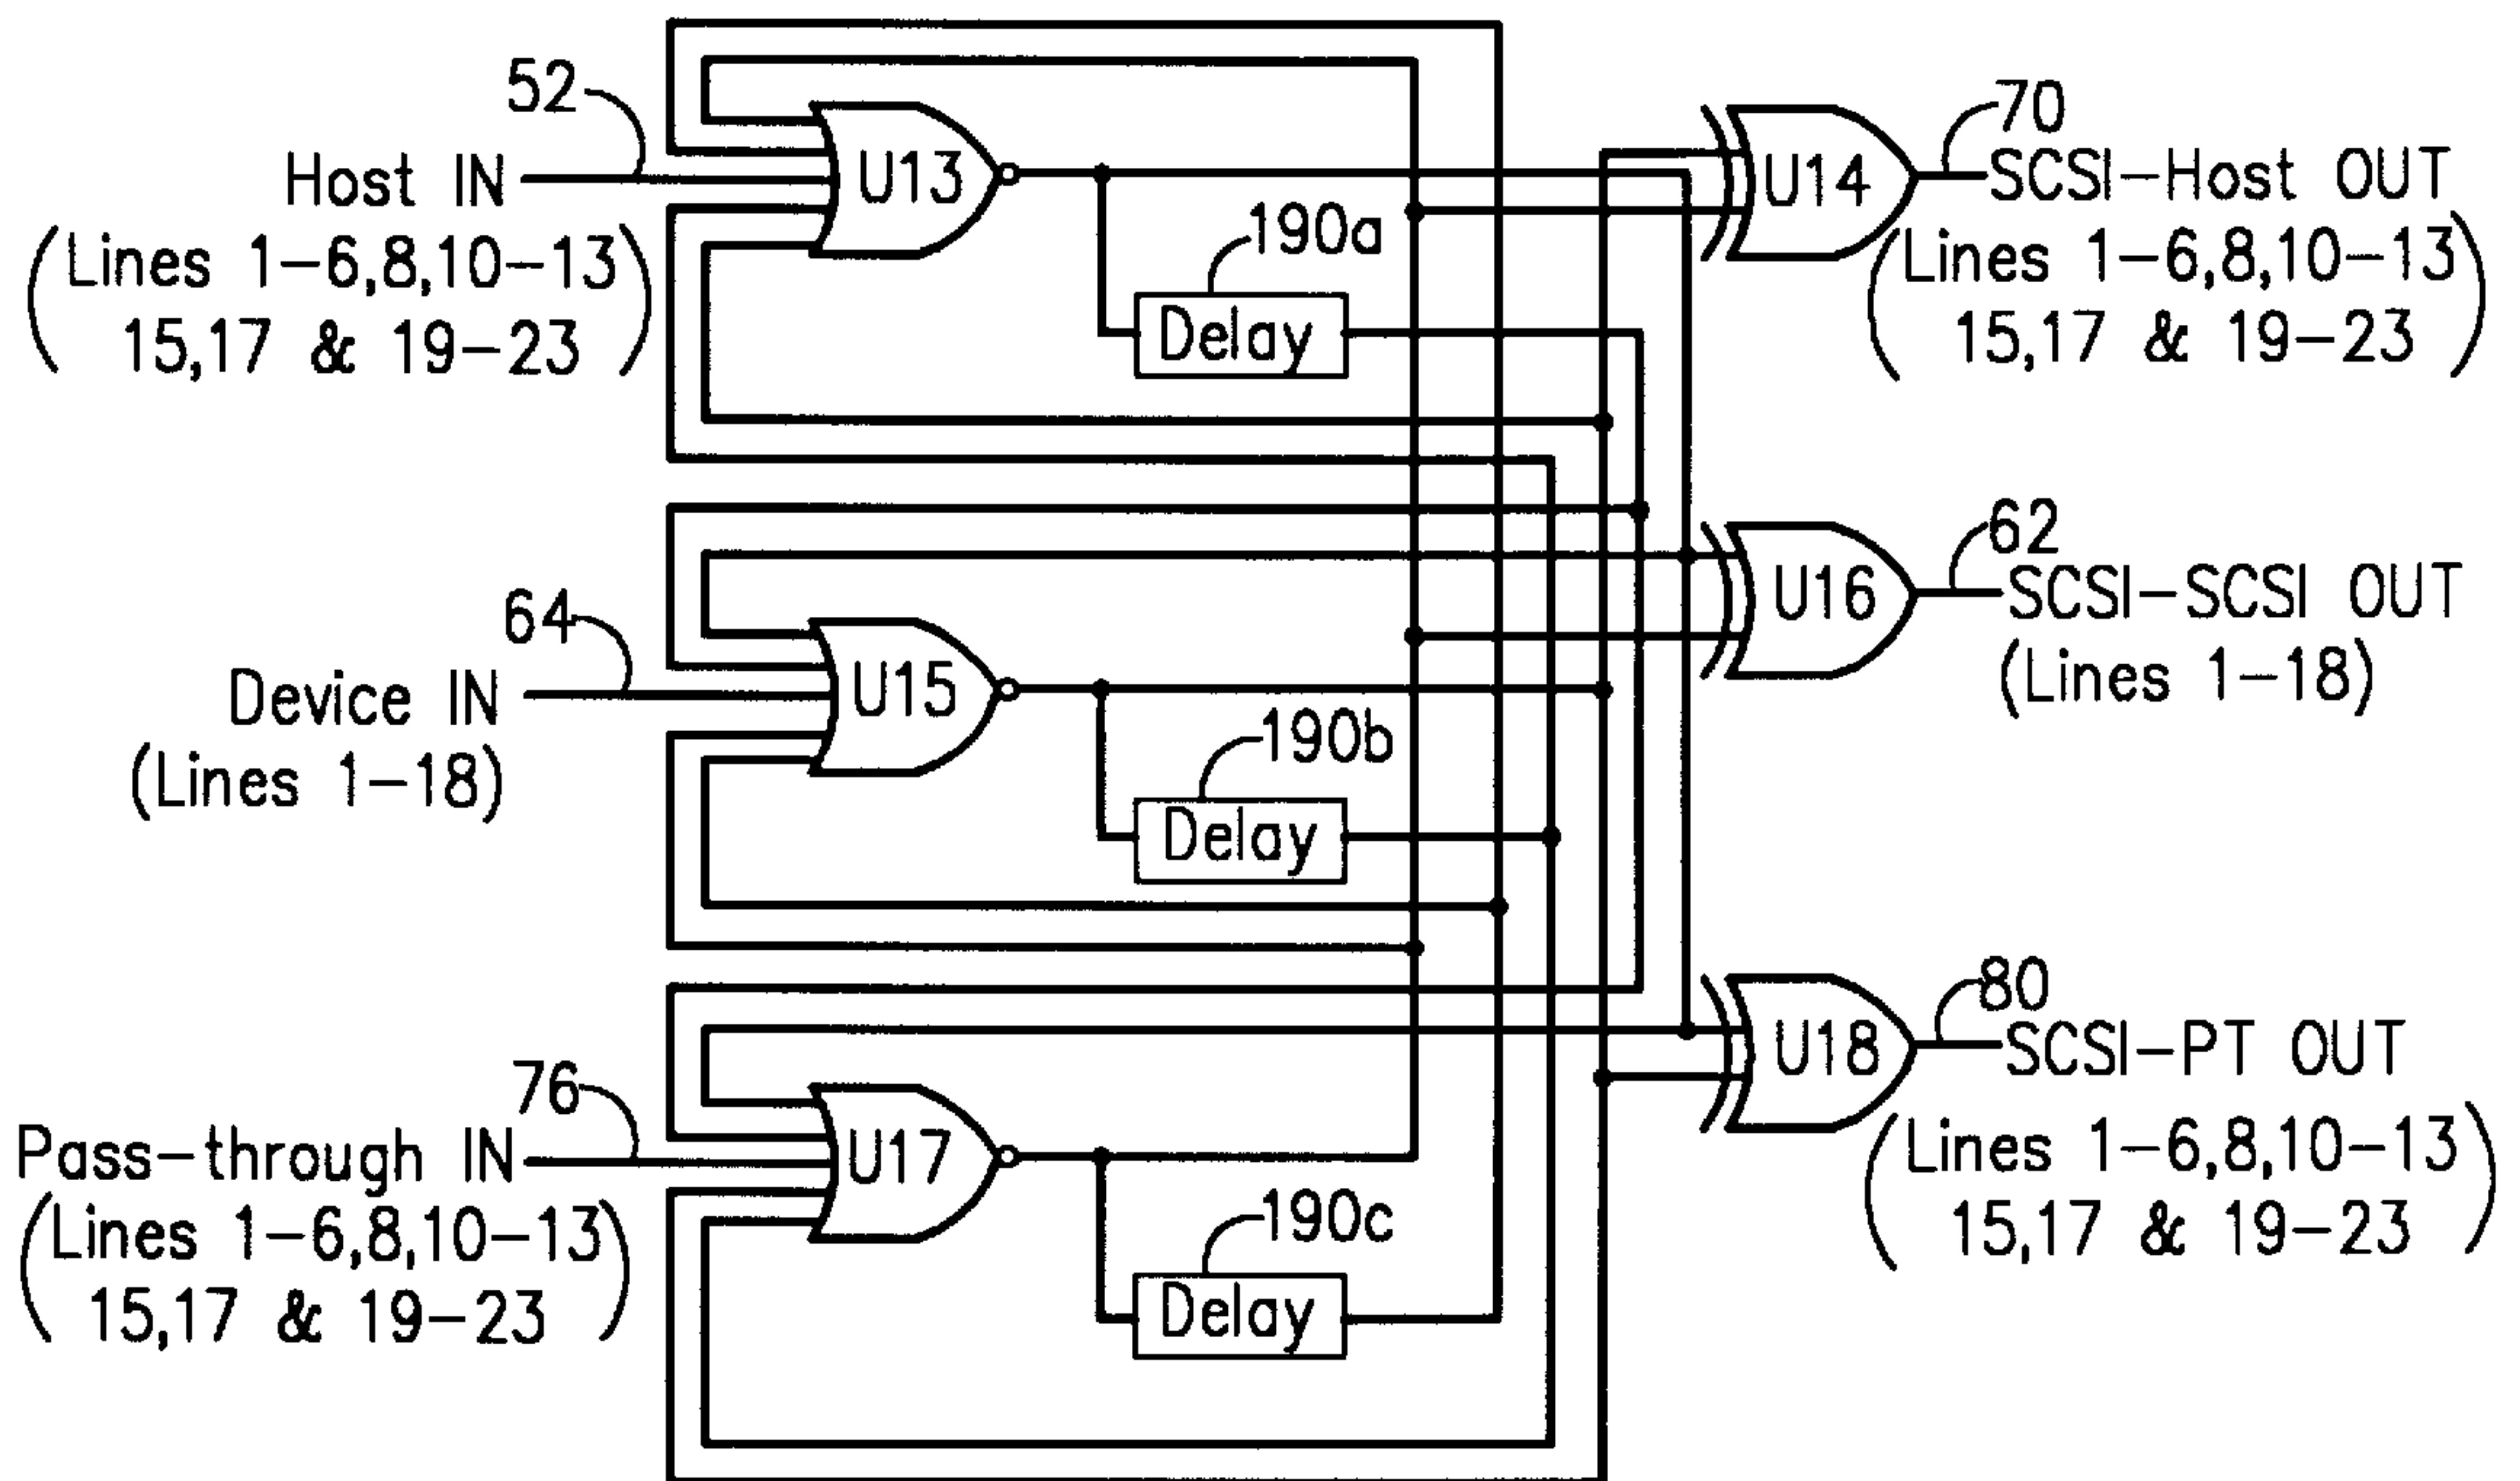 52
Host IN
(Lines 1-6,8,10-13
15,17 & 19-23)
U13
190a
Delay
U14
70
SCSI-Host OUT
(Lines 1-6,8,10-13
15,17 & 19-23)
64
Device IN
(Lines 1-18)
U15
190b
Delay
U16
62
SCSI-SCSI OUT
(Lines 1-18)
76
Pass-through IN
(Lines 1-6,8,10-13
15,17 & 19-23)
U17
190c
Delay
U18
80
SCSI-PT OUT
(Lines 1-6,8,10-13
15,17 & 19-23)